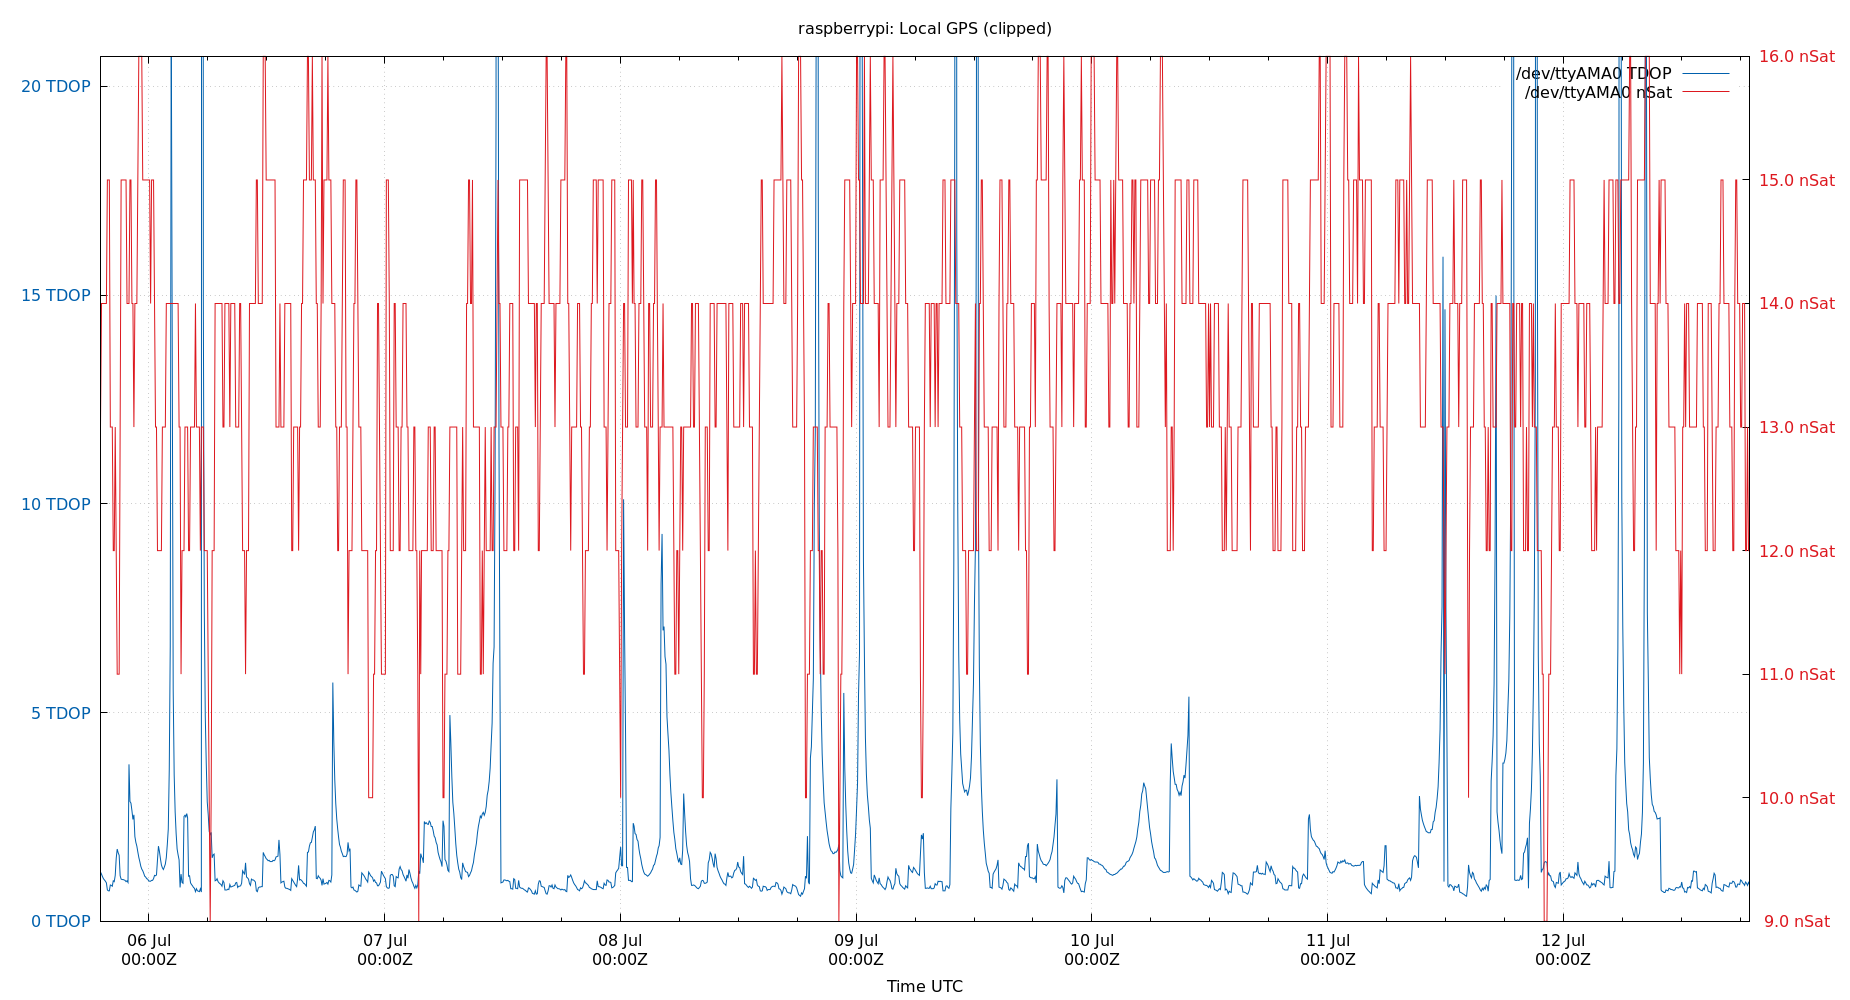 raspberrypi: Local GPS (clipped)
/dev/ttyAMA0 TDOP
/dev/ttyAMA0 nSat
20 TDOP
15 TDOP
10 TDOP
5 TDOP
0 TDOP
16.0 nSat
15.0 nSat
14.0 nSat
13.0 nSat
12.0 nSat
11.0 nSat
10.0 nSat
9.0 nSat
06 Jul
00:00Z
07 Jul
00:00Z
08 Jul
00:00Z
09 Jul
00:00Z
10 Jul
00:00Z
11 Jul
00:00Z
12 Jul
00:00Z
Time UTC